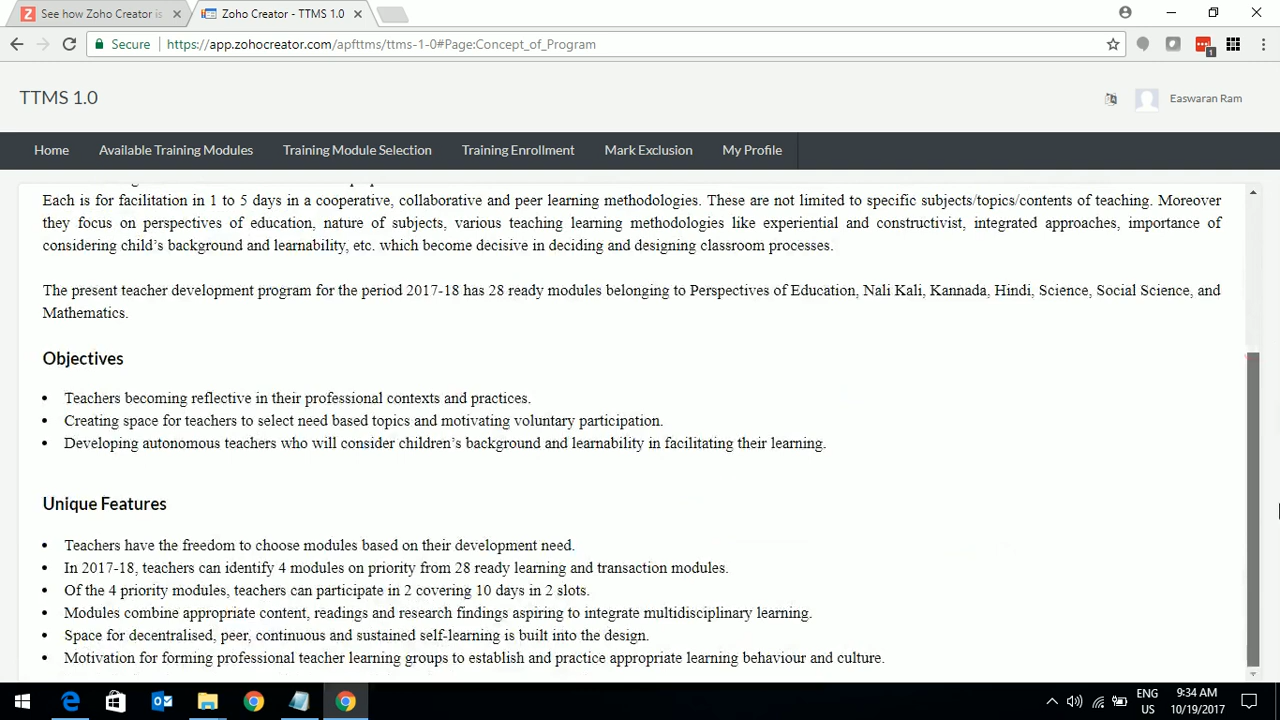 See how Zoho Creator is
Zoho Creator - TTMS 1.0
Secure
https://app.zohocreator.com/apfttms/ttms-1-0#Page:Concept_of_Program
1
TTMS 1.0
Easwaran Ram
Home
Available Training Modules
Training Module Selection
Training Enrollment
Mark Exclusion
My Profile
Each is for facilitation in 1 to 5 days in a cooperative, collaborative and peer learning methodologies. These are not limited to specific subjects/topics/contents of teaching. Moreover
they focus on perspectives of education, nature of subjects, various teaching learning methodologies like experiential and constructivist, integrated approaches, importance of
considering child’s background and learnability, etc. which become decisive in deciding and designing classroom processes.
The present teacher development program for the period 2017-18 has 28 ready modules belonging to Perspectives of Education, Nali Kali, Kannada, Hindi, Science, Social Science, and
Mathematics.
Objectives
• Teachers becoming reflective in their professional contexts and practices.
• Creating space for teachers to select need based topics and motivating voluntary participation.
• Developing autonomous teachers who will consider children’s background and learnability in facilitating their learning.
Unique Features
• Teachers have the freedom to choose modules based on their development need.
• In 2017-18, teachers can identify 4 modules on priority from 28 ready learning and transaction modules.
• Of the 4 priority modules, teachers can participate in 2 covering 10 days in 2 slots.
• Modules combine appropriate content, readings and research findings aspiring to integrate multidisciplinary learning.
• Space for decentralised, peer, continuous and sustained self-learning is built into the design.
• Motivation for forming professional teacher learning groups to establish and practice appropriate learning behaviour and culture.
ENG
US
9:34 AM
10/19/2017